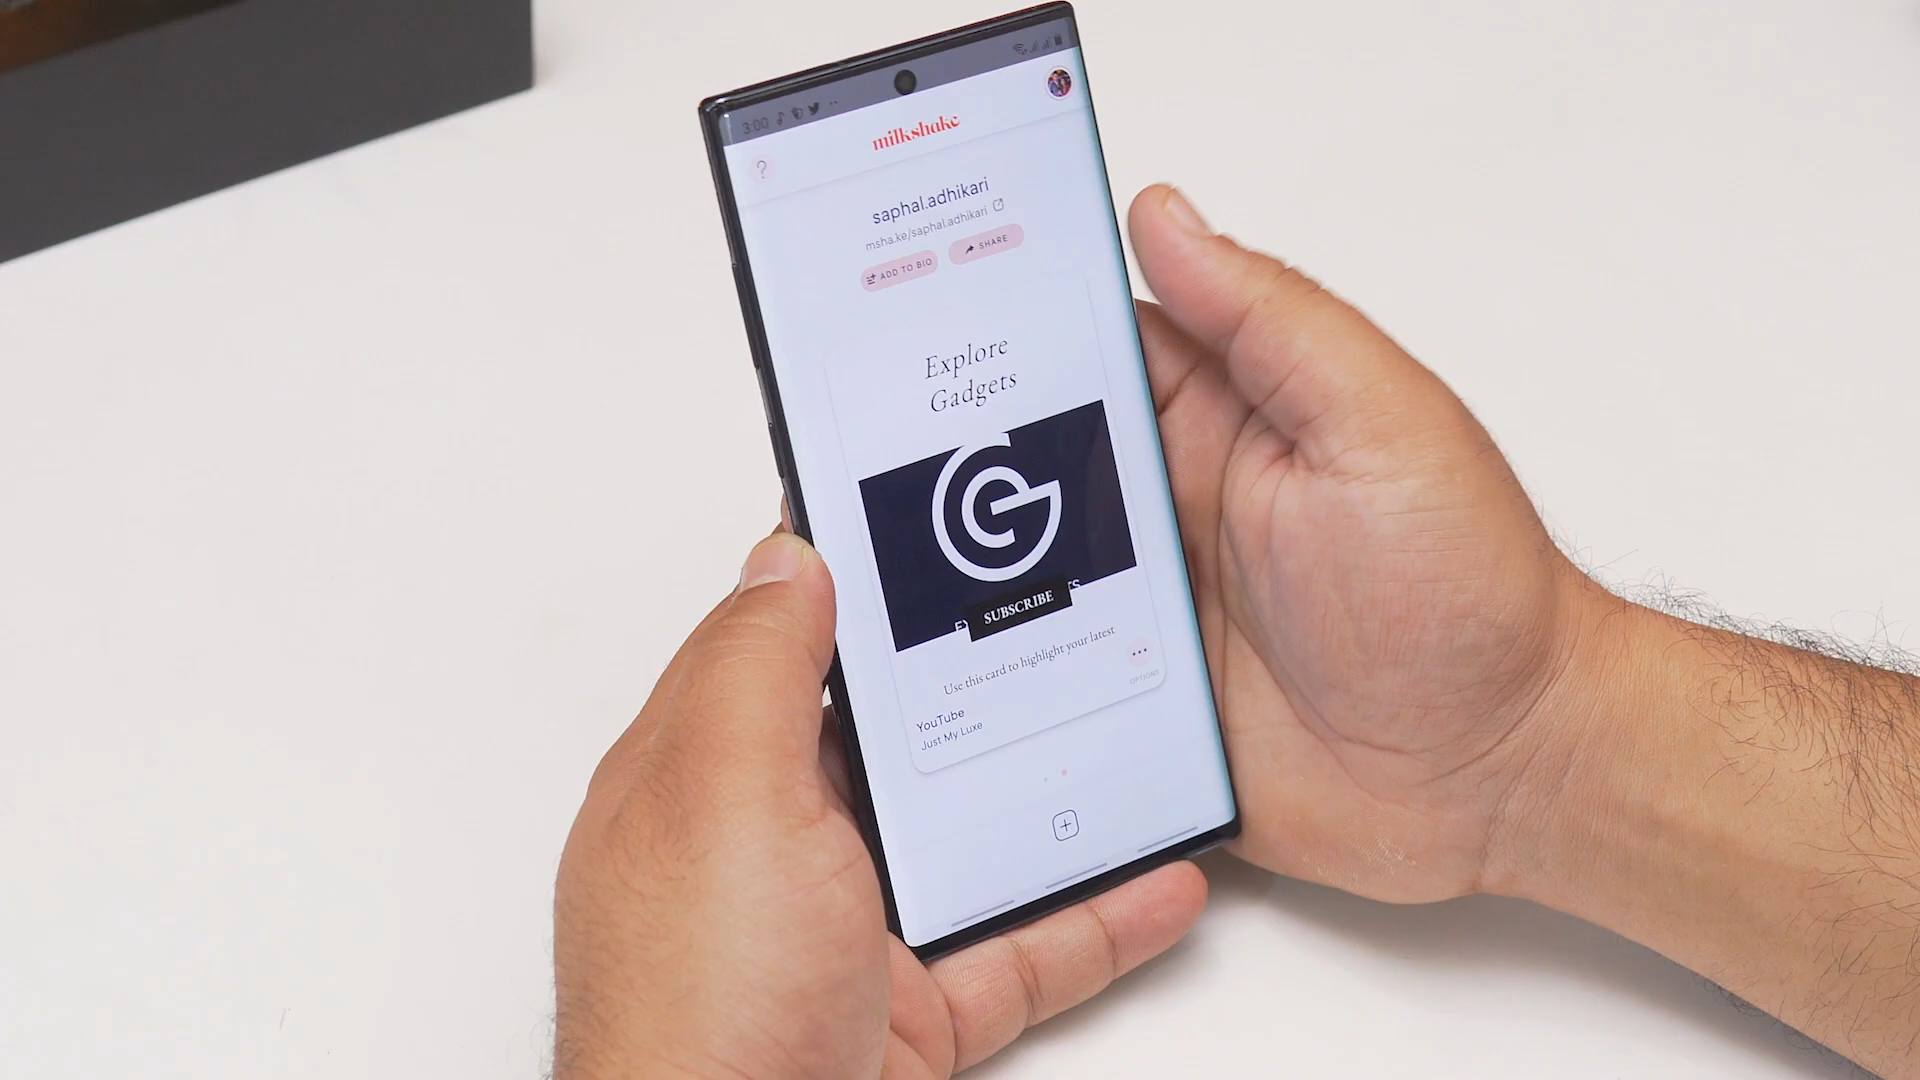 3:00
milkshake
?
saphal.adhikari
msha.ke/saphal.adhikari
ADD TO BIO
SHARE
Explore
Gadgets
SUBSCRIBE
Use this card to highlight your latest
OPTIONS
YouTube
Just My Luxe